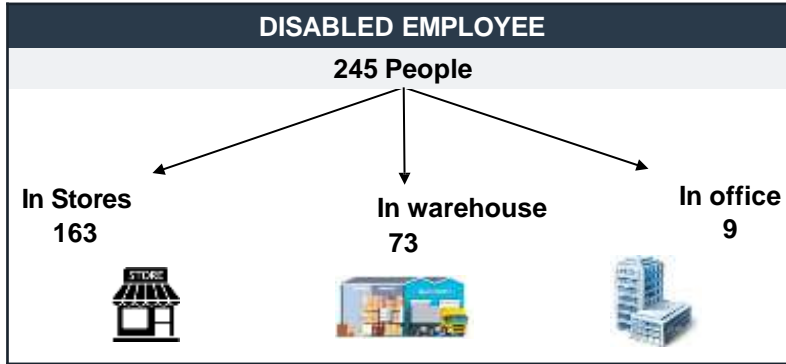 DISABLED EMPLOYEE
245 People
In Stores
163
In warehouse
73
In office
9
STORE